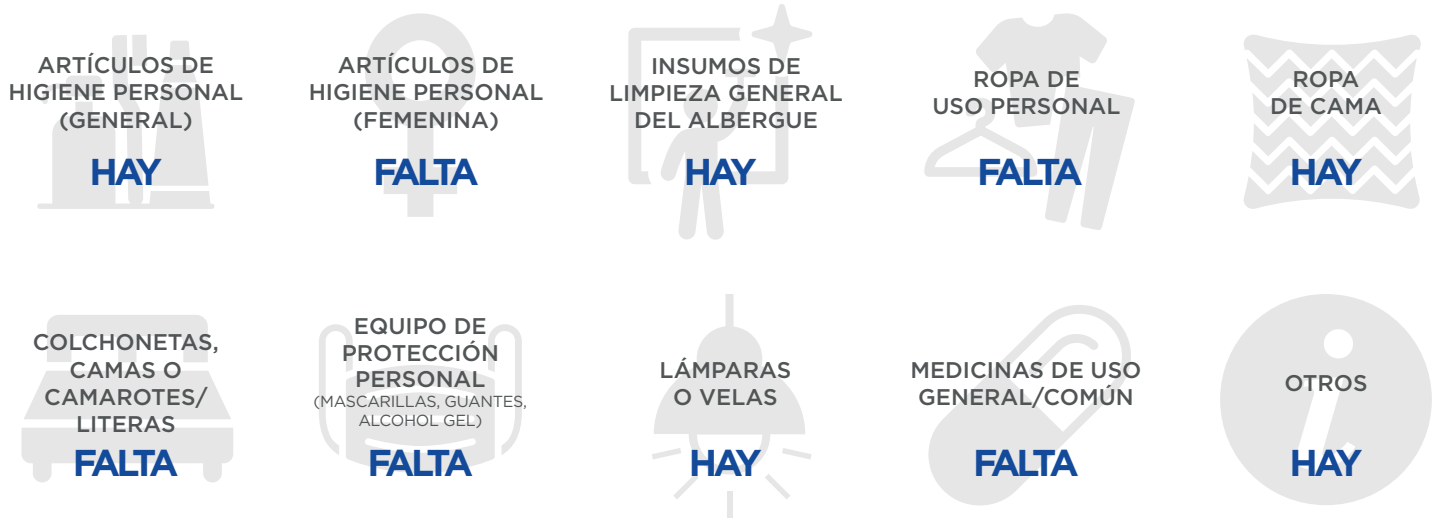 ARTÍCULOS DE
HIGIENE PERSONAL
(GENERAL)
HAY
ARTÍCULOS DE
HIGIENE PERSONAL
(FEMENINA)
FALTA
INSUMOS DE
LIMPIEZA GENERAL
DEL ALBERGUE
HAY
ROPA DE
USO PERSONAL
FALTA
ROPA
DE CAMA
HAY
COLCHONETAS,
CAMAS O
CAMAROTES/
LITERAS
FALTA
EQUIPO DE
PROTECCIÓN
PERSONAL
(MASCARILLAS, GUANTES,
ALCOHOL GEL)
FALTA
LÁMPARAS
O VELAS
HAY
MEDICINAS DE USO
GENERAL/COMÚN
FALTA
OTROS
HAY